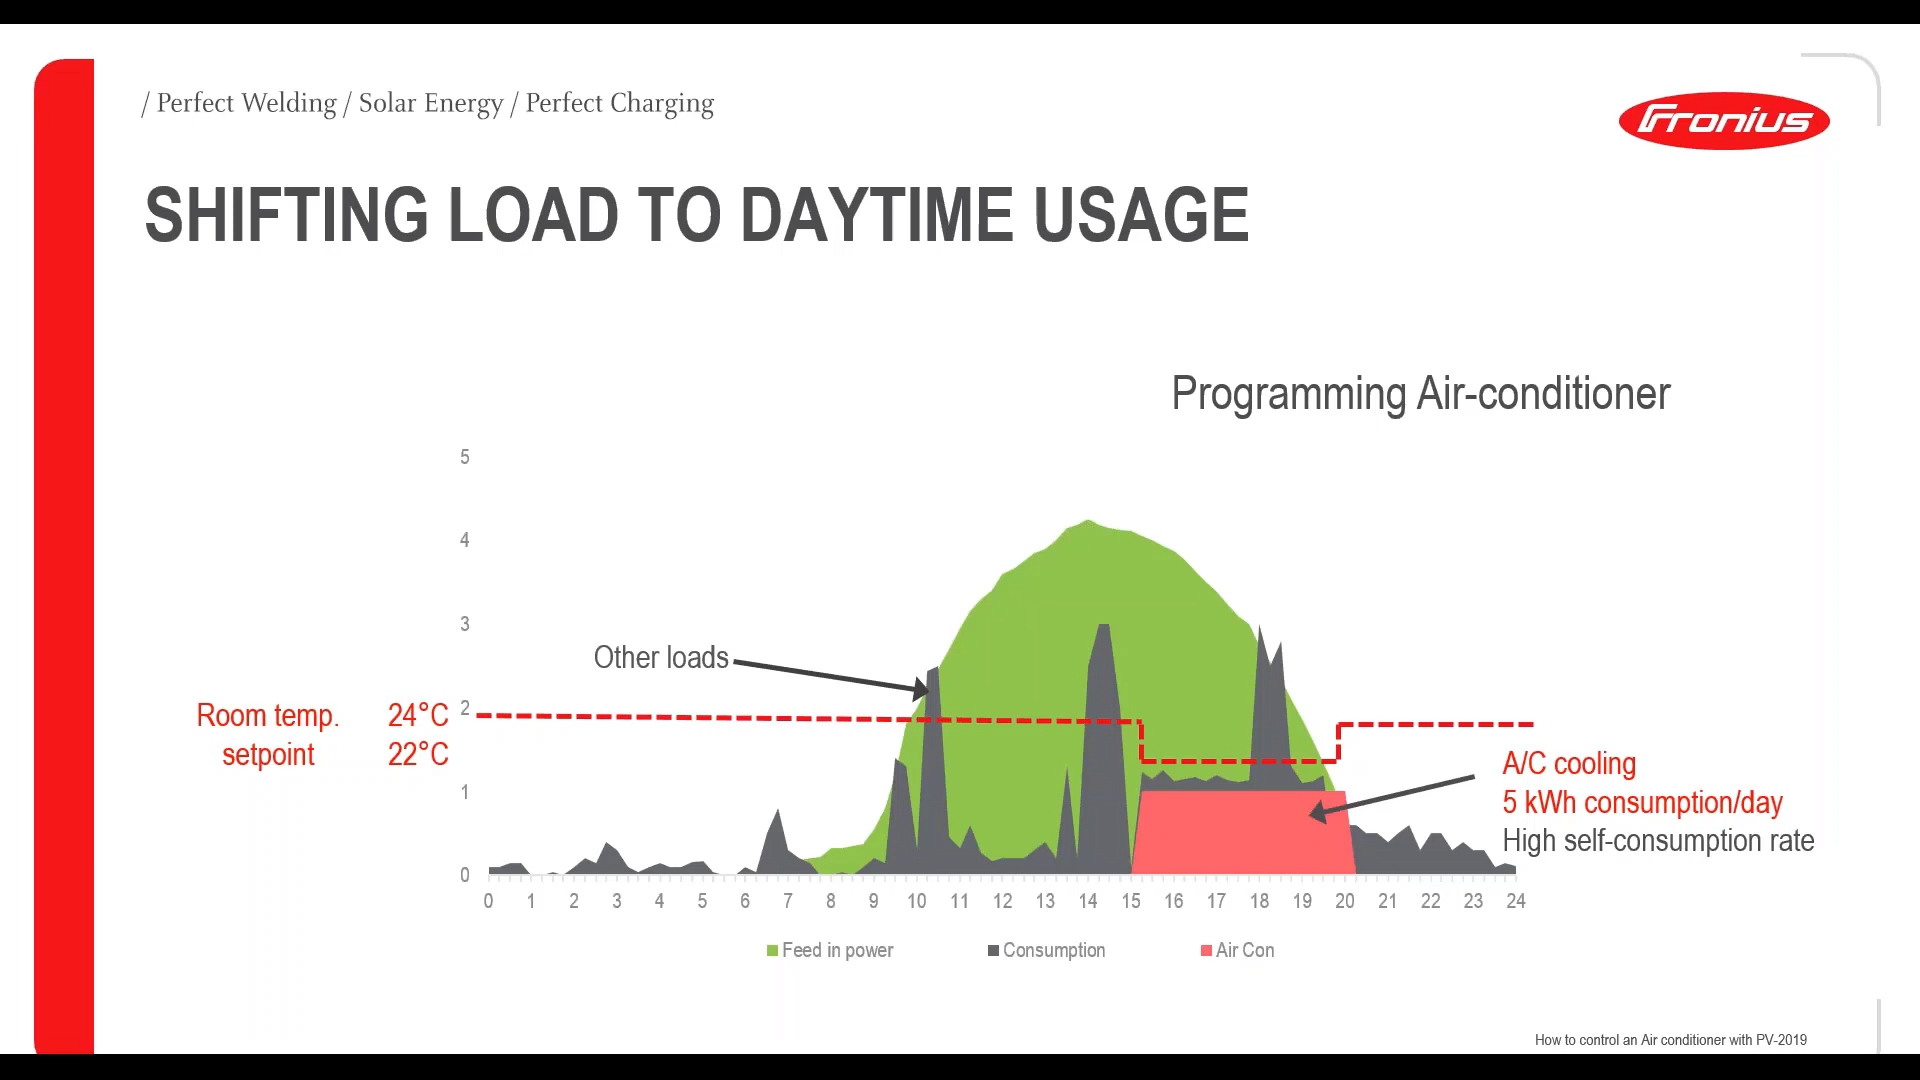 / Perfect Welding / Solar Energy / Perfect Charging
Fronius
SHIFTING LOAD TO DAYTIME USAGE
Programming Air-conditioner
5
4
3
2
1
0
Other loads
Room temp. 24°C
setpoint 22°C
A/C cooling
5 kWh consumption/day
High self-consumption rate
0 1 2 3 4 5 6 7 8 9 10 11 12 13 14 15 16 17 18 19 20 21 22 23 24
Feed in power Consumption Air Con
How to control an Air conditioner with PV-2019